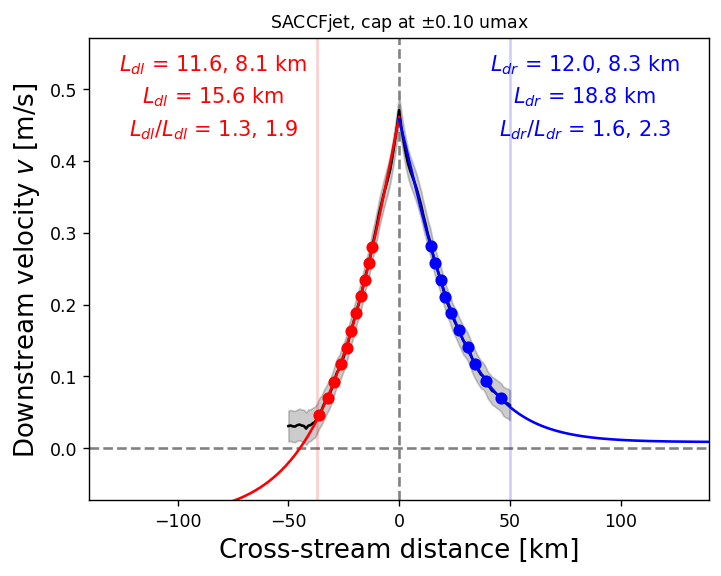 SACCFjet, cap at ±0.10 umax
L_dl = 11.6, 8.1 km
L_dl = 15.6 km
L_dl/L_dl = 1.3, 1.9
L_dr = 12.0, 8.3 km
L_dr = 18.8 km
L_dr/L_dr = 1.6, 2.3
Downstream velocity v [m/s]
0.5
0.4
0.3
0.2
0.1
0.0
−100
−50
0
50
100
Cross-stream distance [km]